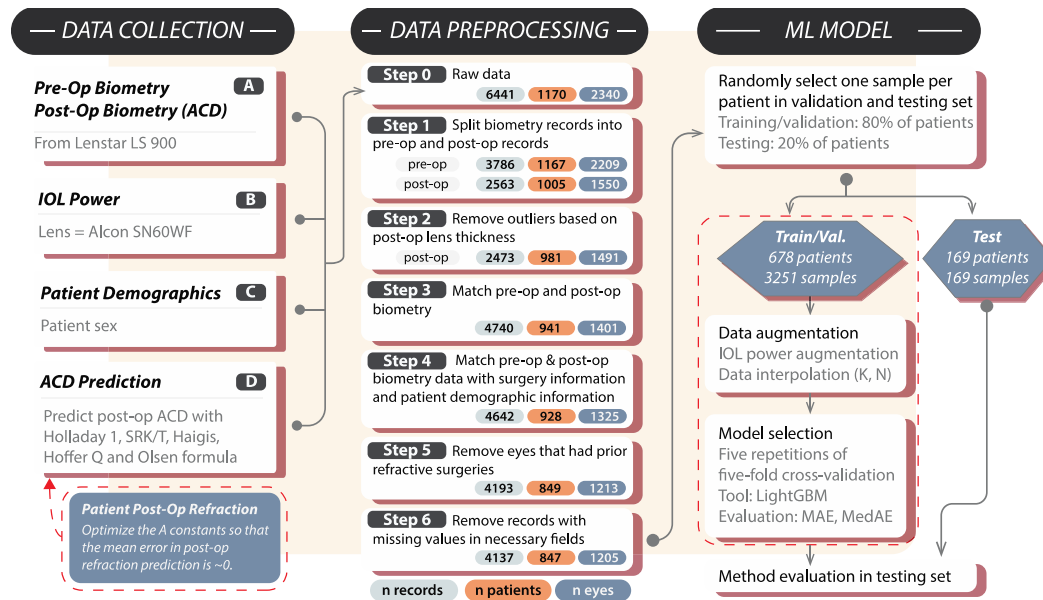 DATA COLLECTION
A
Pre-Op Biometry
Post-Op Biometry (ACD)
From Lenstar LS 900
B
IOL Power
Lens = Alcon SN60WF
C
Patient Demographics
Patient sex
D
ACD Prediction
Predict post-op ACD with
Holladay 1, SRK/T, Haigis,
Hoffer Q and Olsen formula
Patient Post-Op Refraction
Optimize the A constants so that
the mean error in post-op
refraction prediction is ~0.
DATA PREPROCESSING
Step 0 Raw data
6441 1170 2340
Step 1 Split biometry records into
pre-op and post-op records
pre-op 3786 1167 2209
post-op 2563 1005 1550
Step 2 Remove outliers based on
post-op lens thickness
post-op 2473 981 1491
Step 3 Match pre-op and post-op
biometry
4740 941 1401
Step 4 Match pre-op & post-op
biometry data with surgery information
and patient demographic information
4642 928 1325
Step 5 Remove eyes that had prior
refractive surgeries
4193 849 1213
Step 6 Remove records with
missing values in necessary fields
4137 847 1205
n records n patients n eyes
ML MODEL
Randomly select one sample per
patient in validation and testing set
Training/validation: 80% of patients
Testing: 20% of patients
Train/Val.
678 patients
3251 samples
Test
169 patients
169 samples
Data augmentation
IOL power augmentation
Data interpolation (K, N)
Model selection
Five repetitions of
five-fold cross-validation
Tool: LightGBM
Evaluation: MAE, MedAE
Method evaluation in testing set